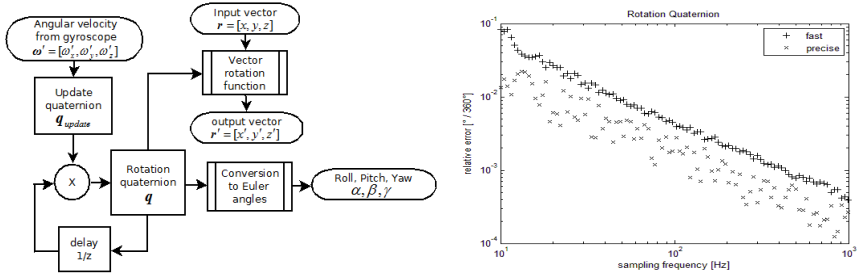 Angular velocity
from gyroscope
ω' = [ω'x, ω'y, ω'z]
Update
quaternion
q update
X
Rotation
quaternion
q
delay
1/z
Input vector
r = [x, y, z]
Vector
rotation
function
output vector
r' = [x', y', z']
Conversion
to Euler
angles
Roll, Pitch, Yaw
α, β, γ
Rotation Quaternion
fast
precise
relative error [° / 360°]
10^-1
10^-2
10^-3
10^-4
10^1
10^2
10^3
sampling frequency [Hz]